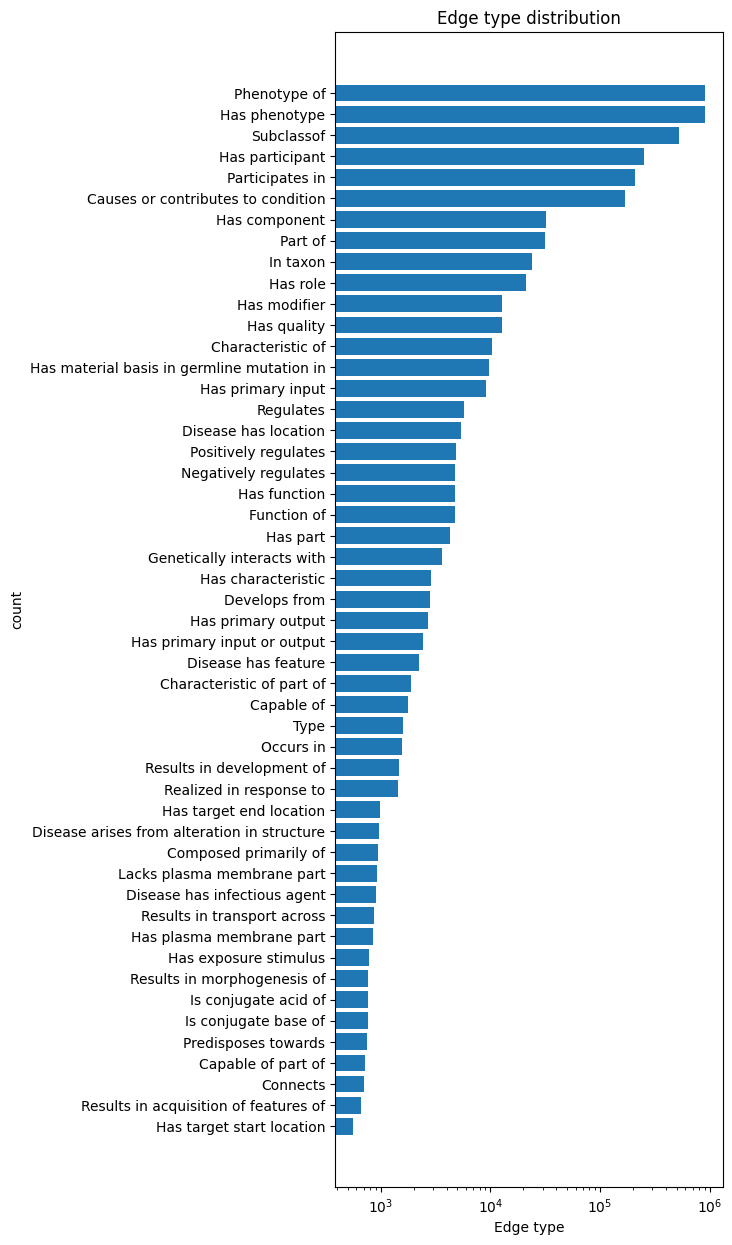 Edge type distribution
Phenotype of
Has phenotype
Subclassof
Has participant
Participates in
Causes or contributes to condition
Has component
Part of
In taxon
Has role
Has modifier
Has quality
Characteristic of
Has material basis in germline mutation in
Has primary input
Regulates
Disease has location
Positively regulates
Negatively regulates
Has function
Function of
Has part
Genetically interacts with
Has characteristic
Develops from
count
Has primary output
Has primary input or output
Disease has feature
Characteristic of part of
Capable of
Type
Occurs in
Results in development of
Realized in response to
Has target end location
Disease arises from alteration in structure
Composed primarily of
Lacks plasma membrane part
Disease has infectious agent
Results in transport across
Has plasma membrane part
Has exposure stimulus
Results in morphogenesis of
Is conjugate acid of
Is conjugate base of
Predisposes towards
Capable of part of
Connects
Results in acquisition of features of
Has target start location
10³ 10⁴ 10⁵ 10⁶
Edge type